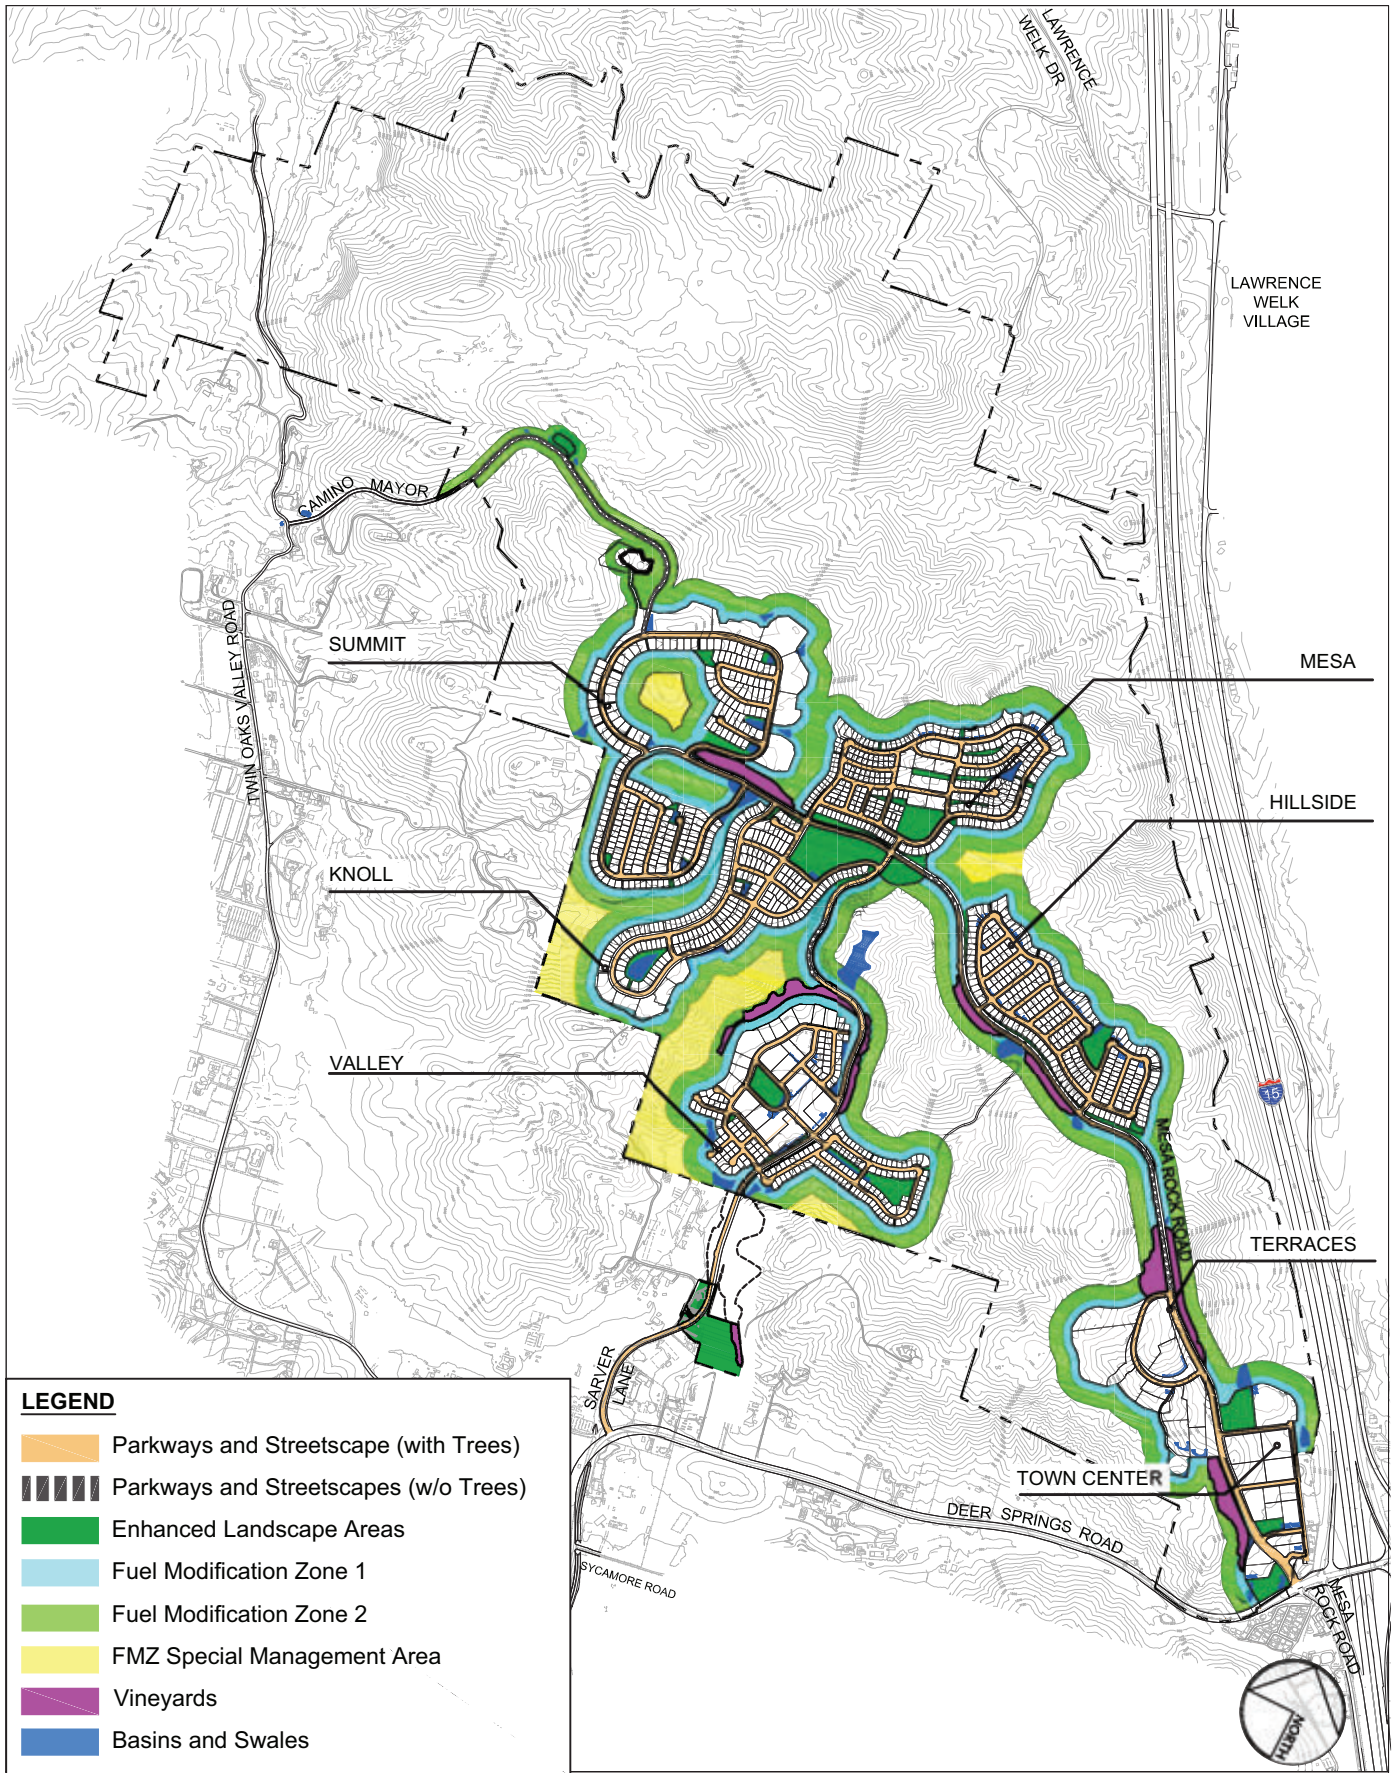 LAWRENCE
WELK DR
LAWRENCE
WELK
VILLAGE
CAMINO MAYOR
TWIN OAKS VALLEY ROAD
SUMMIT
MESA
HILLSIDE
KNOLL
VALLEY
15
MESA ROCK ROAD
TERRACES
SARVER
LANE
TOWN CENTER
DEER SPRINGS ROAD
SYCAMORE ROAD
MESA
ROCK ROAD
NORTH
LEGEND
Parkways and Streetscape (with Trees)
Parkways and Streetscapes (w/o Trees)
Enhanced Landscape Areas
Fuel Modification Zone 1
Fuel Modification Zone 2
FMZ Special Management Area
Vineyards
Basins and Swales